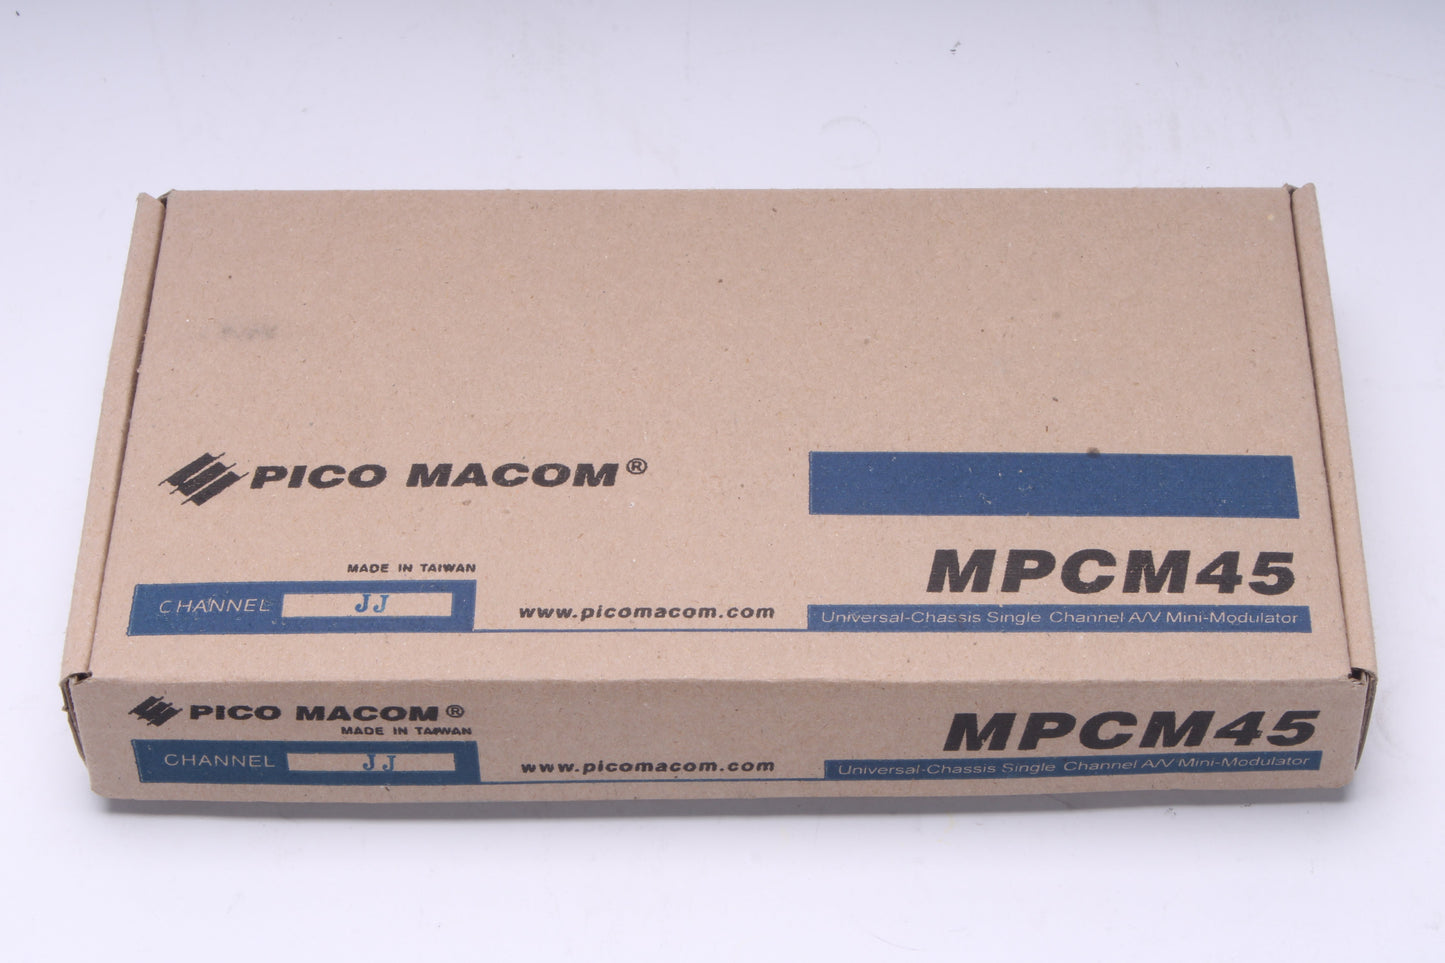 PICO MACOM®
MPCM45
MADE IN TAIWAN
CHANNEL JJ
www.picomacom.com
Universal-Chassis Single Channel A/V Mini-Modulator
PICO MACOM®
MADE IN TAIWAN
MPCM45
CHANNEL JJ
www.picomacom.com
Universal-Chassis Single Channel A/V Mini-Modulator